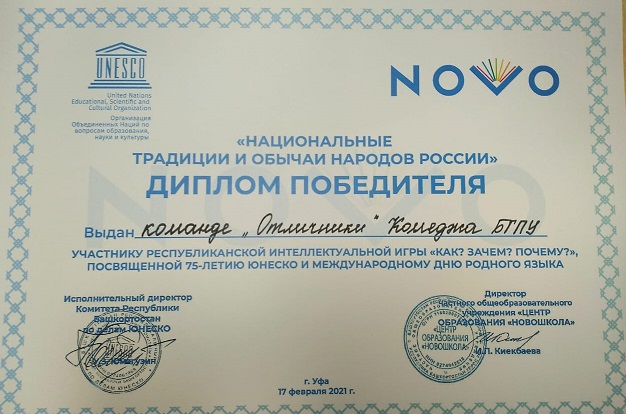 UNESCO
United Nations
Educational, Scientific and
Cultural Organization
Организация
Объединенных Наций по
вопросам образования,
науки и культуры
NOVO
«НАЦИОНАЛЬНЫЕ
ТРАДИЦИИ И ОБЫЧАИ НАРОДОВ РОССИИ»
ДИПЛОМ ПОБЕДИТЕЛЯ
Выдан команде „Отличники" Колледжа БГПУ
УЧАСТНИКУ РЕСПУБЛИКАНСКОЙ ИНТЕЛЛЕКТУАЛЬНОЙ ИГРЫ «КАК? ЗАЧЕМ? ПОЧЕМУ?»,
ПОСВЯЩЕННОЙ 75-ЛЕТИЮ ЮНЕСКО И МЕЖДУНАРОДНОМУ ДНЮ РОДНОГО ЯЗЫКА
Исполнительный директор
Комитета Республики
Башкортостан
по делам ЮНЕСКО
Директор
частного общеобразовательного
учреждения «ЦЕНТР
ОБРАЗОВАНИЯ «НОВОШКОЛА»
«ЦЕНТР
ОБРАЗОВАНИЯ
«НОВОШКОЛА»
И.П. Киекбаева
г. Уфа
17 февраля 2021 г.